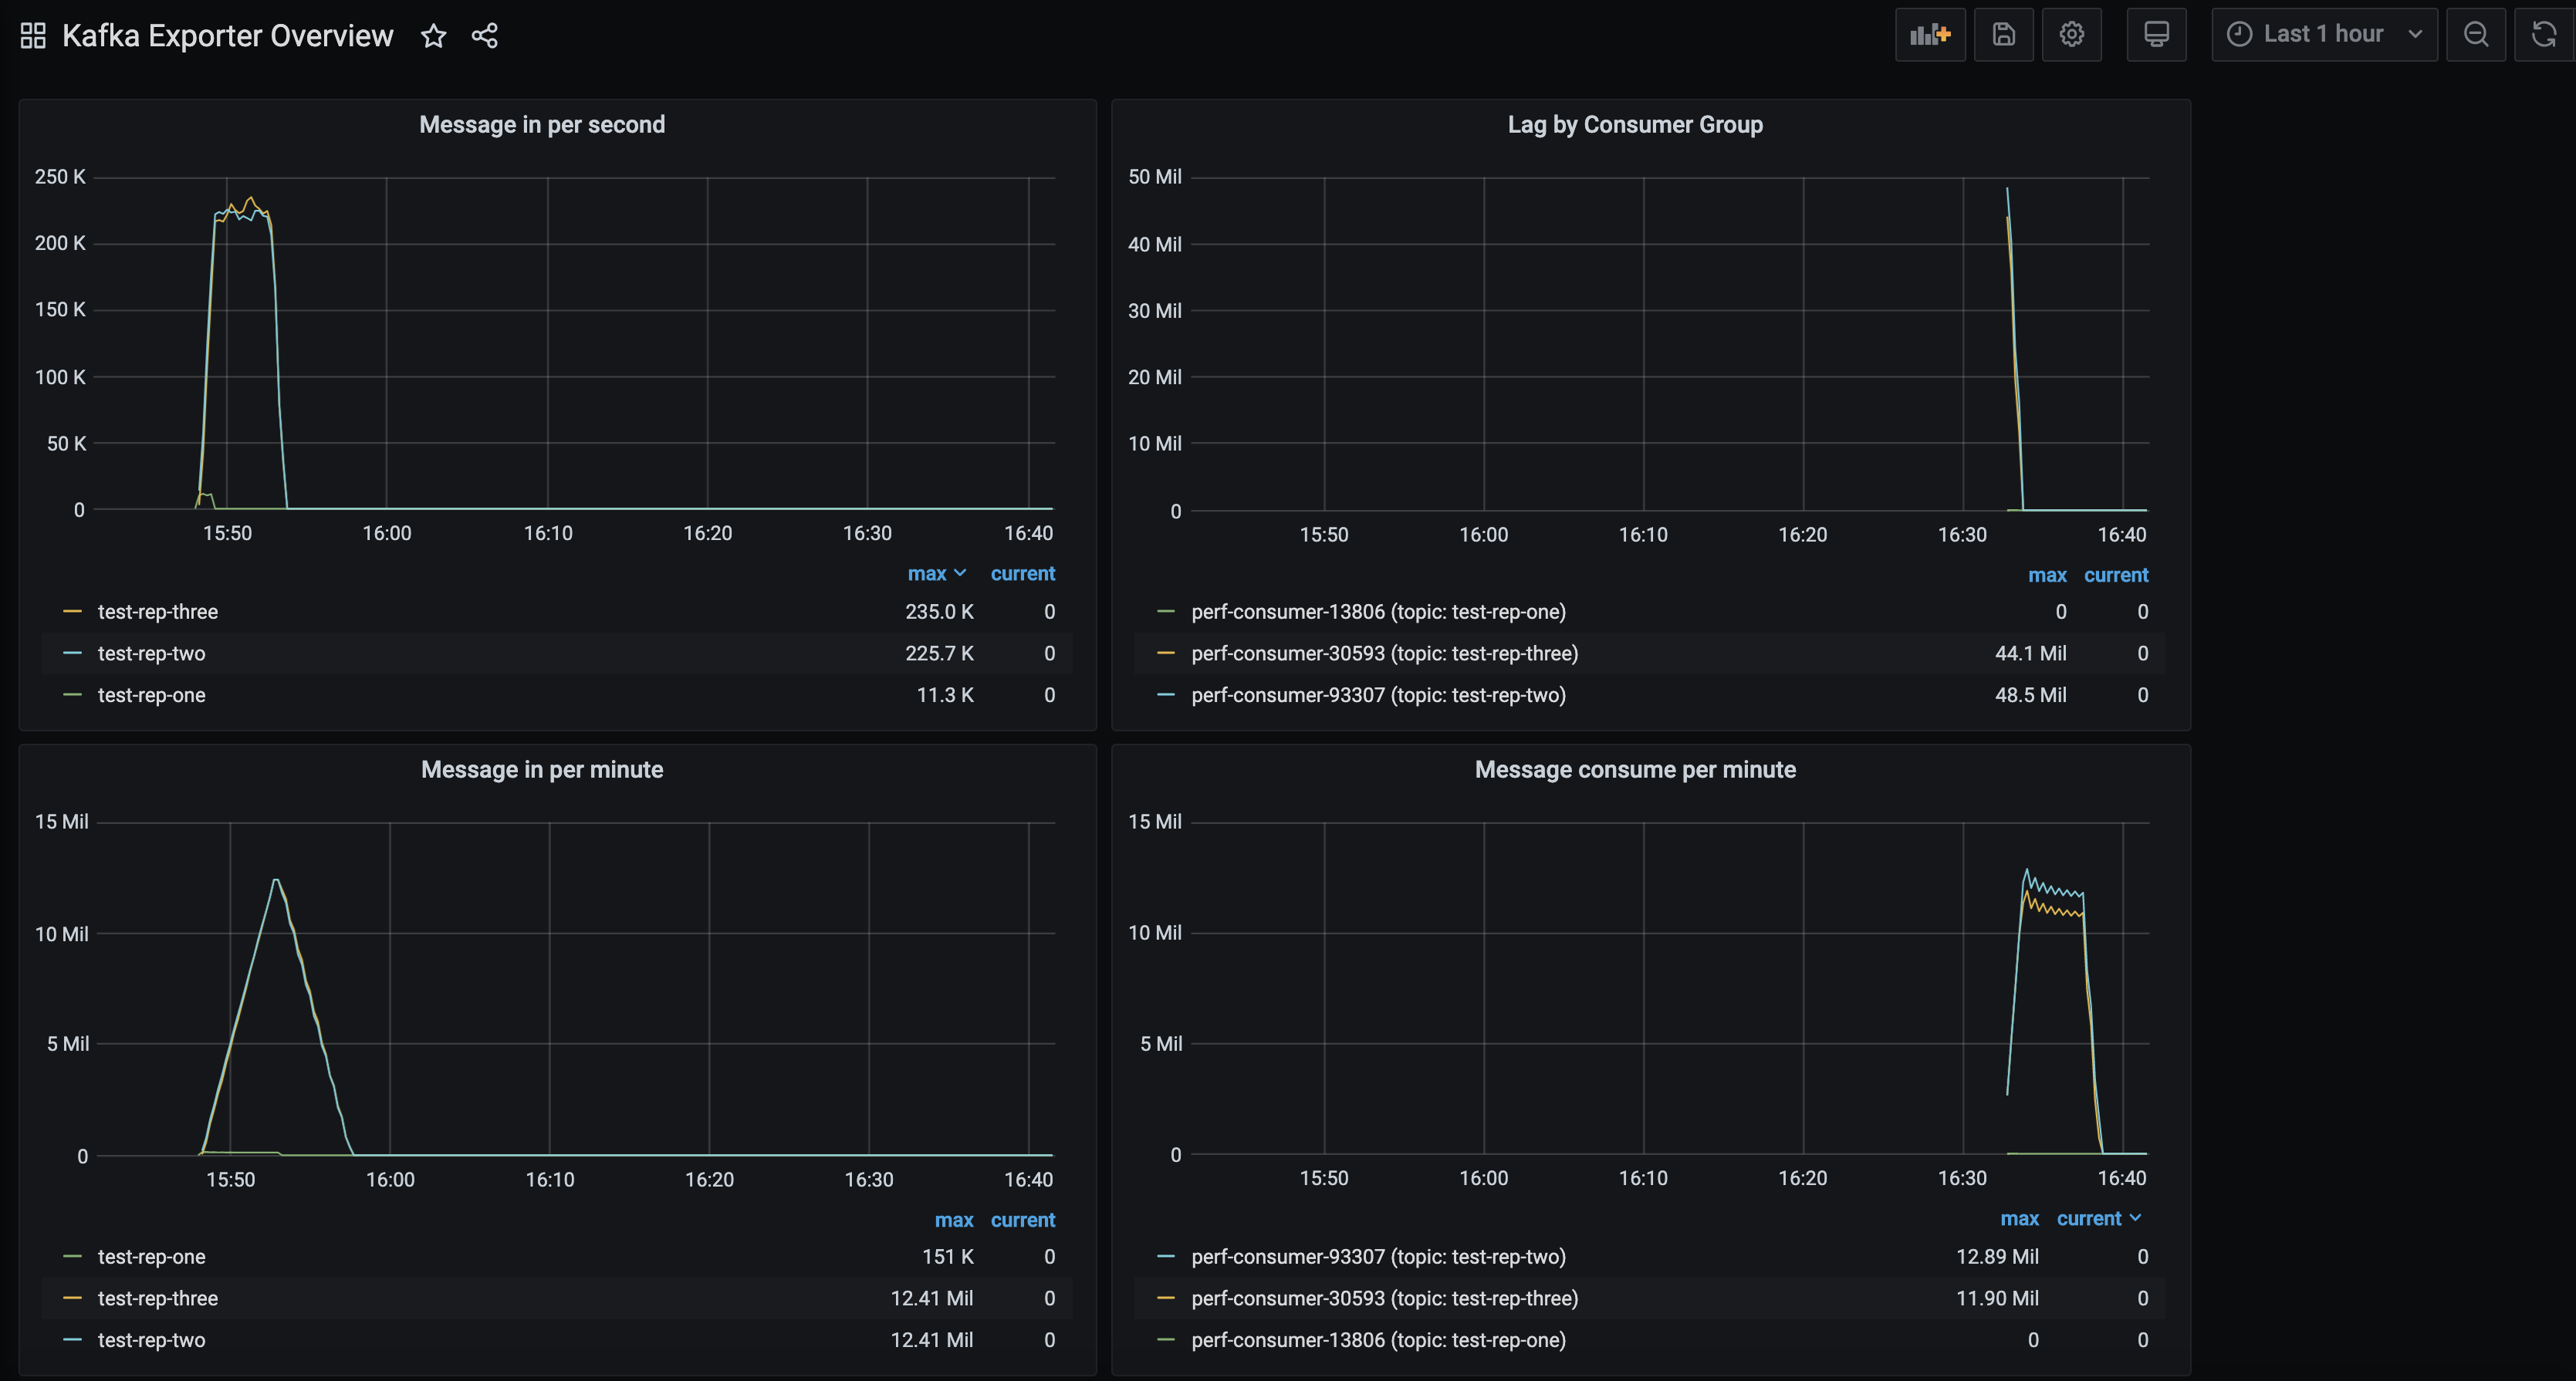 Kafka Exporter Overview
Last 1 hour
Message in per second
250 K
200 K
150 K
100 K
50 K
0
15:50 16:00 16:10 16:20 16:30 16:40
max current
test-rep-three 235.0 K 0
test-rep-two 225.7 K 0
test-rep-one 11.3 K 0
Lag by Consumer Group
50 Mil
40 Mil
30 Mil
20 Mil
10 Mil
0
15:50 16:00 16:10 16:20 16:30 16:40
max current
perf-consumer-13806 (topic: test-rep-one) 0 0
perf-consumer-30593 (topic: test-rep-three) 44.1 Mil 0
perf-consumer-93307 (topic: test-rep-two) 48.5 Mil 0
Message in per minute
15 Mil
10 Mil
5 Mil
0
15:50 16:00 16:10 16:20 16:30 16:40
max current
test-rep-one 151 K 0
test-rep-three 12.41 Mil 0
test-rep-two 12.41 Mil 0
Message consume per minute
15 Mil
10 Mil
5 Mil
0
15:50 16:00 16:10 16:20 16:30 16:40
max current
perf-consumer-93307 (topic: test-rep-two) 12.89 Mil 0
perf-consumer-30593 (topic: test-rep-three) 11.90 Mil 0
perf-consumer-13806 (topic: test-rep-one) 0 0